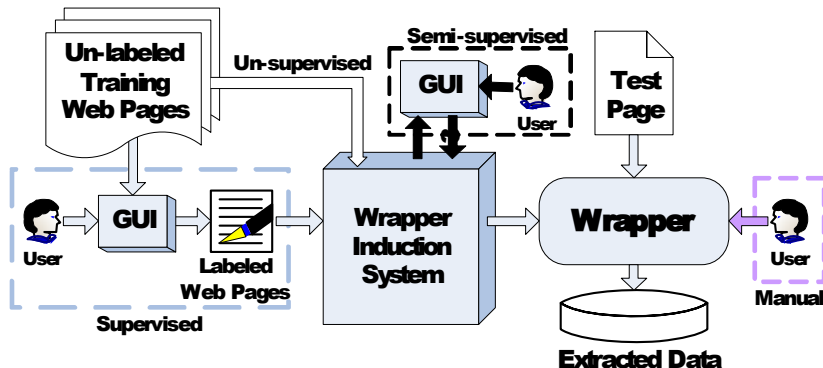 Un-labeled
Training
Web Pages
Un-supervised
Semi-supervised
GUI
User
Test
Page
User
GUI
Labeled
Web Pages
Supervised
Wrapper
Induction
System
Wrapper
User
Manual
Extracted Data